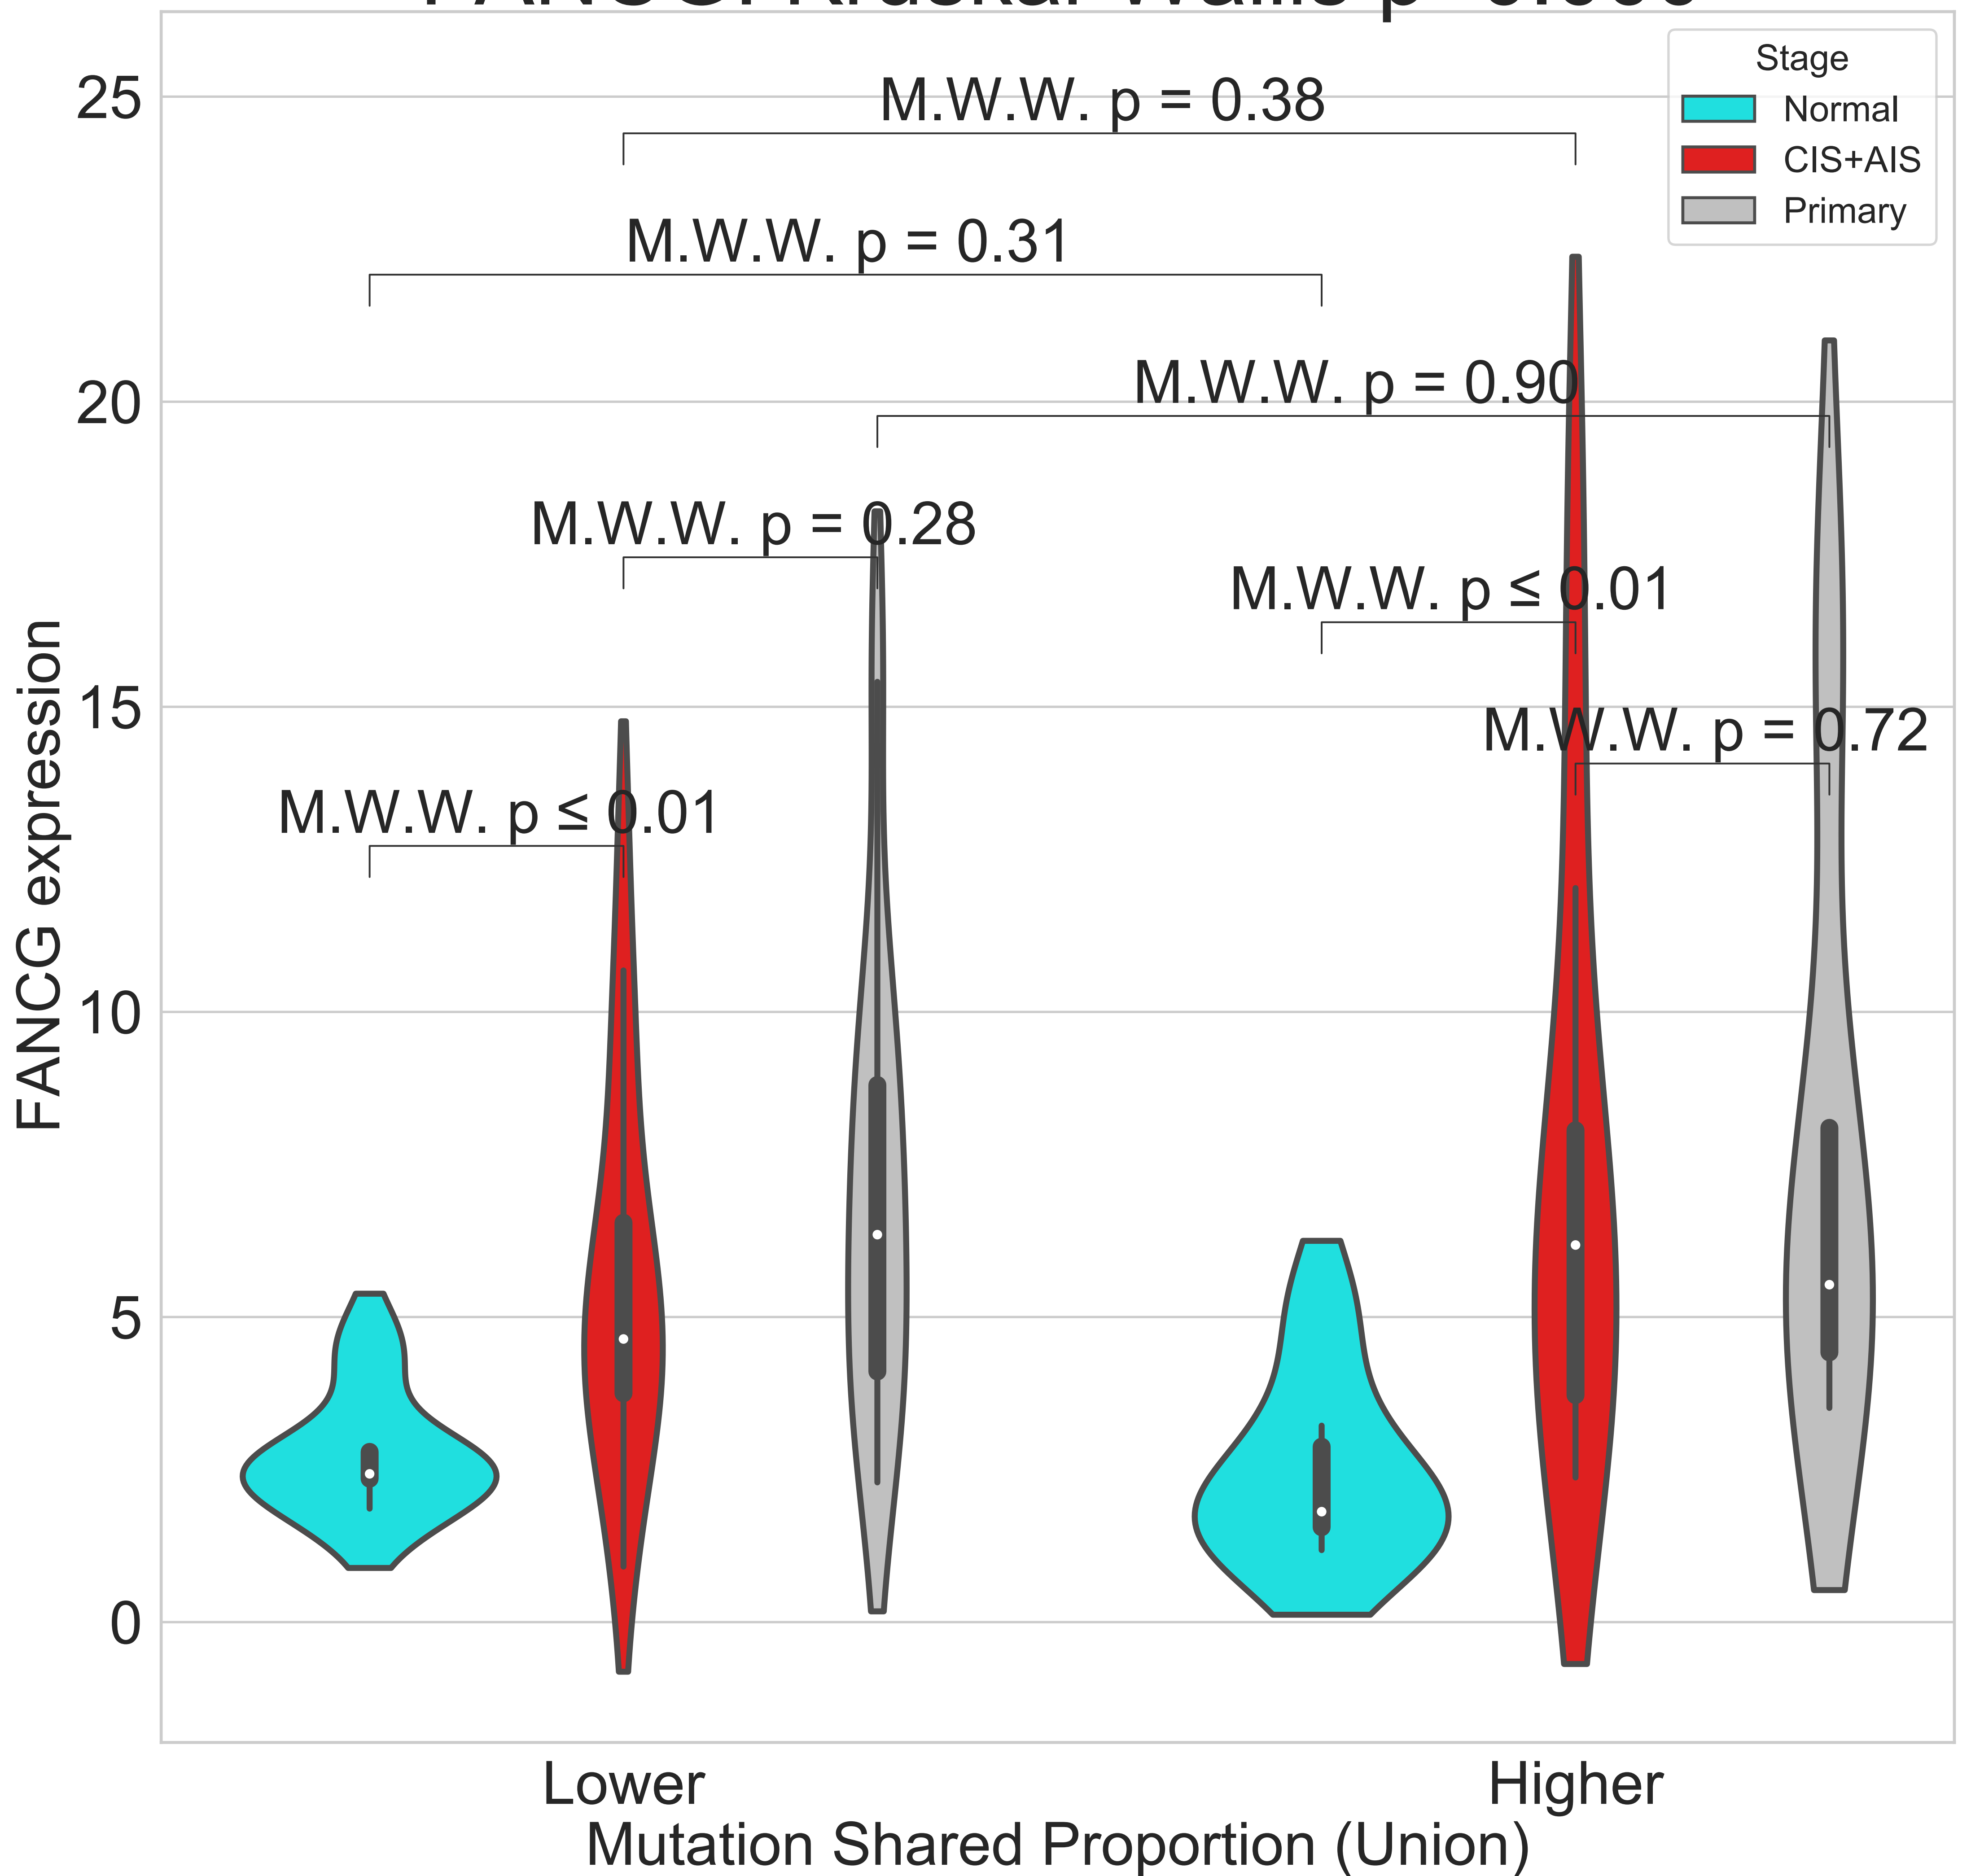 Stage
Normal
CIS+AIS
Primary
M.W.W. p = 0.38
M.W.W. p = 0.31
M.W.W. p = 0.90
M.W.W. p = 0.28
M.W.W. p ≤ 0.01
M.W.W. p = 0.72
M.W.W. p ≤ 0.01
FANCG expression
25
20
15
10
5
0
Lower
Higher
Mutation Shared Proportion (Union)